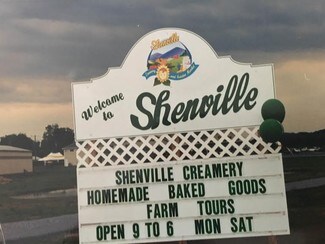 Shenville
Welcome
to
Shenville
SHENVILLE CREAMERY
HOMEMADE BAKED GOODS
FARM TOURS
OPEN 9 TO 6 MON SAT